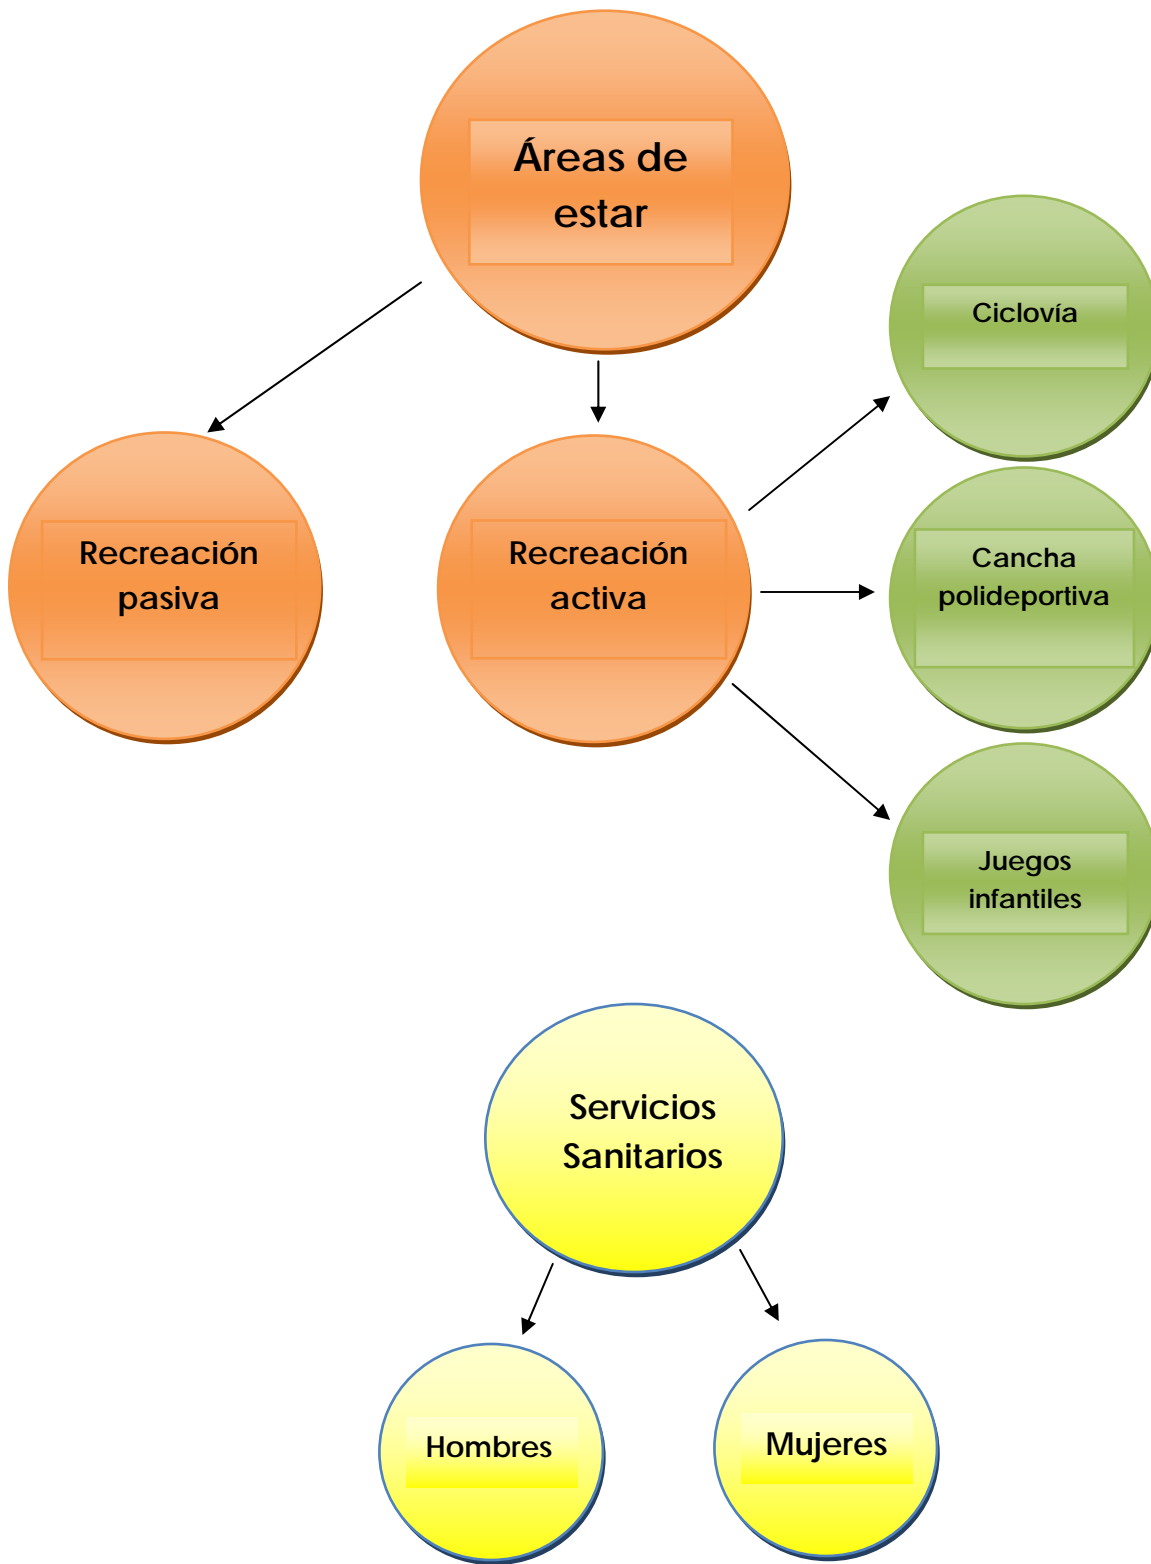 Áreas de
estar
Ciclovía
Recreación
pasiva
Recreación
activa
Cancha
polideportiva
Juegos
infantiles
Servicios
Sanitarios
Hombres
Mujeres